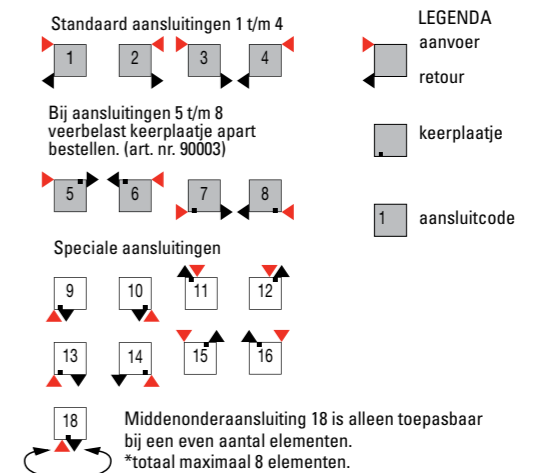 Standaard aansluitingen 1 t/m 4
1 2 3 4
Bij aansluitingen 5 t/m 8
veerbelast keerplaatje apart
bestellen. (art. nr. 90003)
5 6 7 8
Speciale aansluitingen
9 10 11 12
13 14 15 16
18
Middenonderaansluiting 18 is alleen toepasbaar
bij een even aantal elementen.
*totaal maximaal 8 elementen.
LEGENDA
aanvoer
retour
keerplaatje
1 aansluitcode